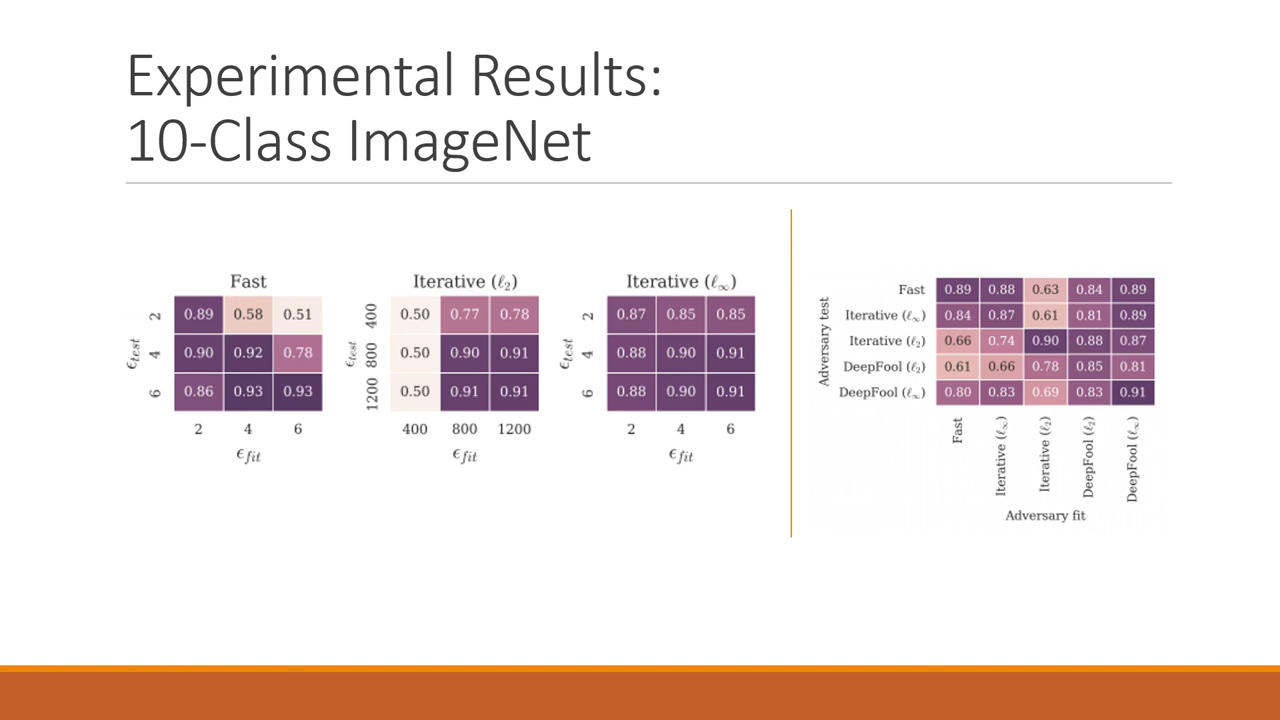 Experimental Results:
10-Class ImageNet
Fast
ϵtest
2 0.89 0.58 0.51
4 0.90 0.92 0.78
6 0.86 0.93 0.93
2 4 6
ϵfit
Iterative (ℓ2)
ϵtest
400 0.50 0.77 0.78
800 0.50 0.90 0.91
1200 0.50 0.91 0.91
400 800 1200
ϵfit
Iterative (ℓ∞)
ϵtest
2 0.87 0.85 0.85
4 0.88 0.90 0.91
6 0.88 0.90 0.91
2 4 6
ϵfit
Adversary test
Fast 0.89 0.88 0.63 0.84 0.89
Iterative (ℓ∞) 0.84 0.87 0.61 0.81 0.89
Iterative (ℓ2) 0.66 0.74 0.90 0.88 0.87
DeepFool (ℓ2) 0.61 0.66 0.78 0.85 0.81
DeepFool (ℓ∞) 0.80 0.83 0.69 0.83 0.91
Fast
Iterative (ℓ∞)
Iterative (ℓ2)
DeepFool (ℓ2)
DeepFool (ℓ∞)
Adversary fit